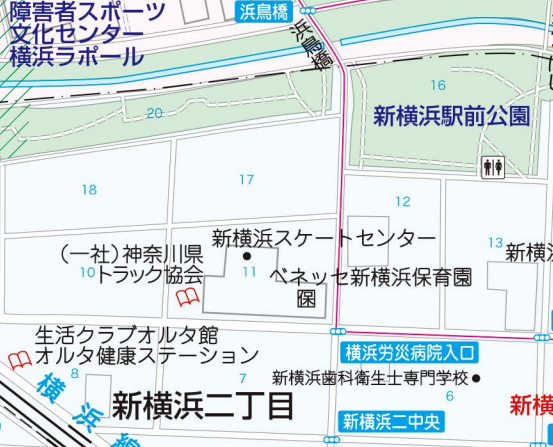 障害者スポーツ
文化センター
横浜ラポール
浜鳥橋
浜鳥橋
16
新横浜駅前公園
20
18
17
12
新横浜スケートセンター
13
（一社）神奈川県
トラック協会
10
11
ベネッセ新横浜保育園
保
生活クラブオルタ館
オルタ健康ステーション
横浜労災病院入口
8
7
新横浜歯科衛生士専門学校
6
新横浜二丁目
新横浜二中央
横浜線
新横